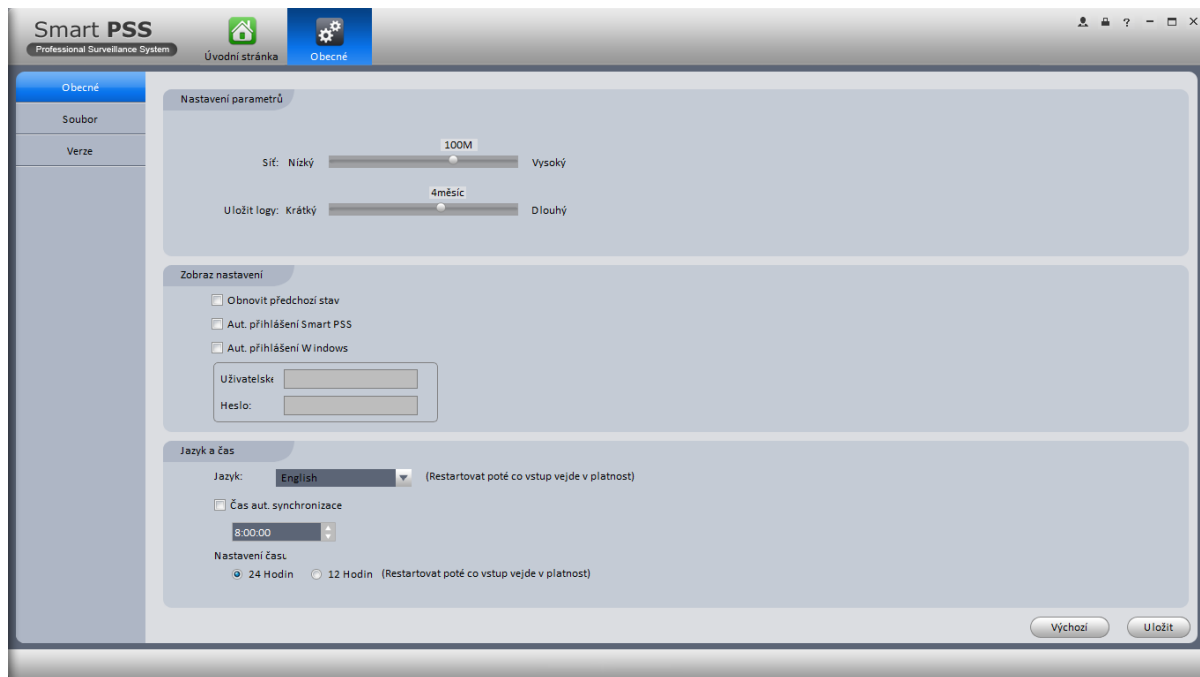 Smart PSS
Professional Surveillance System
Úvodní stránka
Obecné
?
Obecné
Soubor
Verze
Nastavení parametrů
100M
Síť: Nízký Vysoký
4měsíc
Uložit logy: Krátký Dlouhý
Zobraz nastavení
Obnovit předchozí stav
Aut. přihlášení Smart PSS
Aut. přihlášení Windows
Uživatelske
Heslo:
Jazyk a čas
Jazyk: English (Restartovat poté co vstup vejde v platnost)
Čas aut. synchronizace
8:00:00
Nastavení času
24 Hodin 12 Hodin (Restartovat poté co vstup vejde v platnost)
Výchozí Uložit